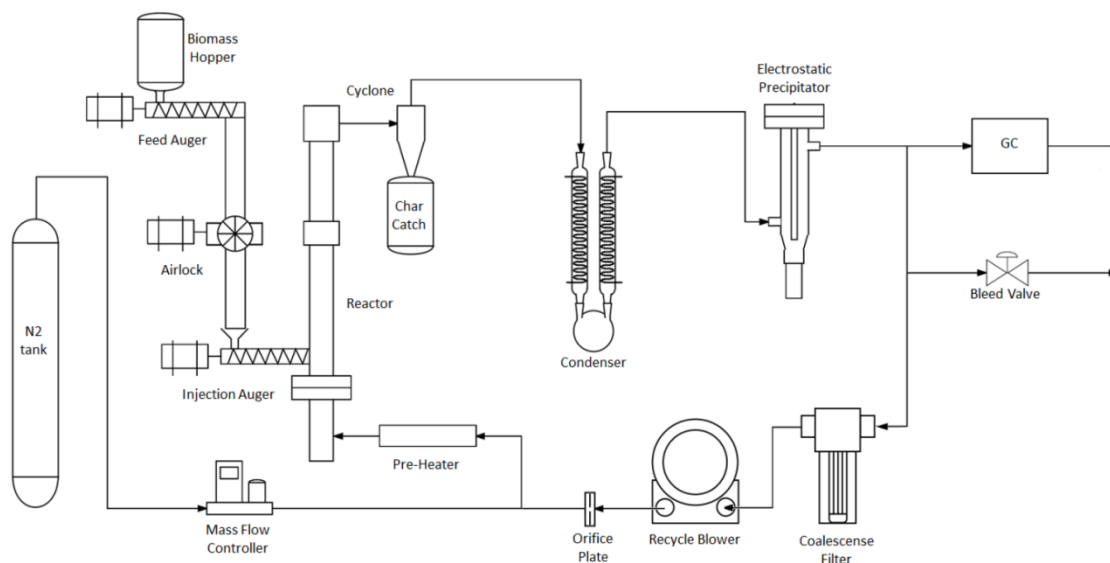 Biomass
Hopper
Feed Auger
Airlock
Injection Auger
N2
tank
Mass Flow
Controller
Cyclone
Char
Catch
Reactor
Pre-Heater
Condenser
Electrostatic
Precipitator
GC
Bleed Valve
Orifice
Plate
Recycle Blower
Coalescense
Filter